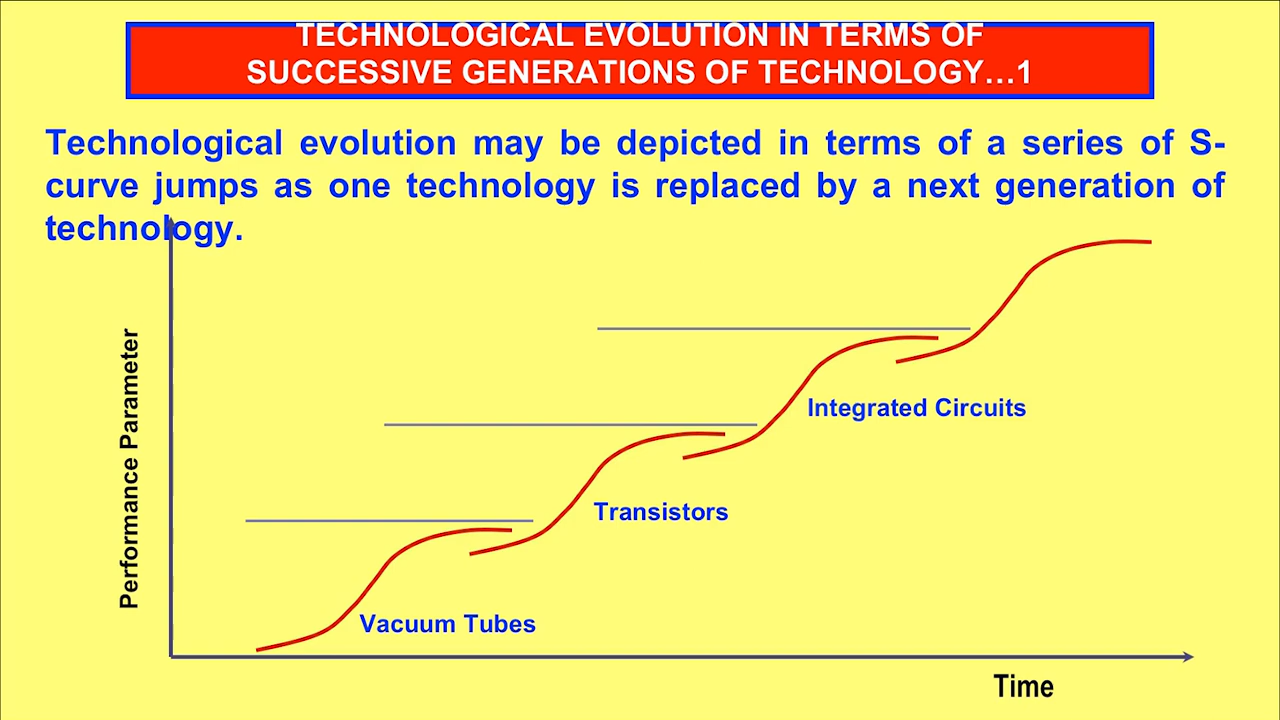 TECHNOLOGICAL EVOLUTION IN TERMS OF
SUCCESSIVE GENERATIONS OF TECHNOLOGY…1
Technological evolution may be depicted in terms of a series of S-
curve jumps as one technology is replaced by a next generation of
technology.
Performance Parameter
Integrated Circuits
Transistors
Vacuum Tubes
Time